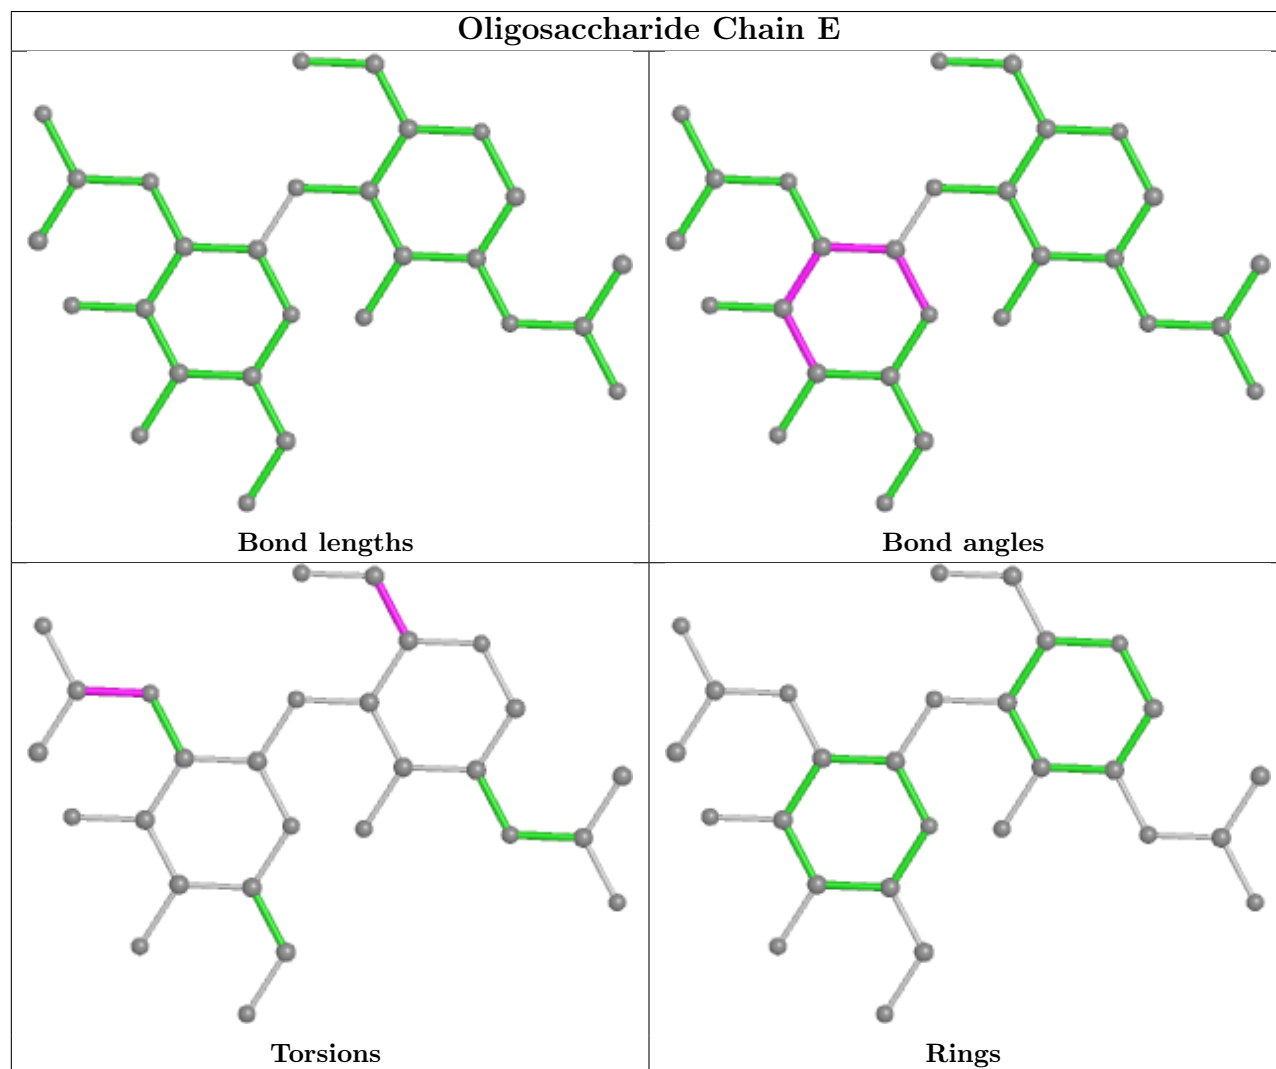 Oligosaccharide Chain E
Bond lengths
Bond angles
Torsions
Rings